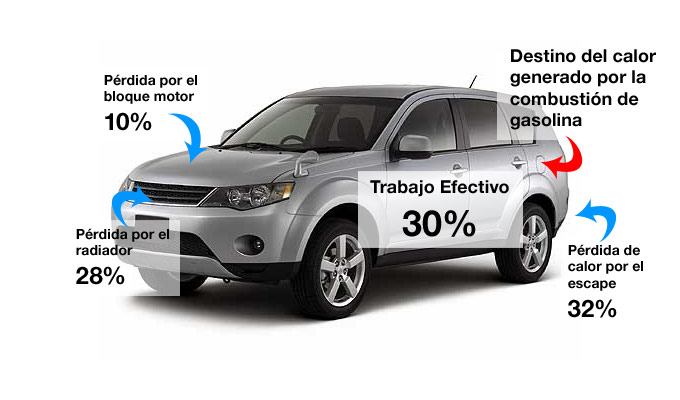 Destino del calor
generado por la
combustión de
gasolina
Pérdida por el
bloque motor
10%
Trabajo Efectivo
30%
Pérdida por el
radiador
28%
Pérdida de
calor por el
escape
32%